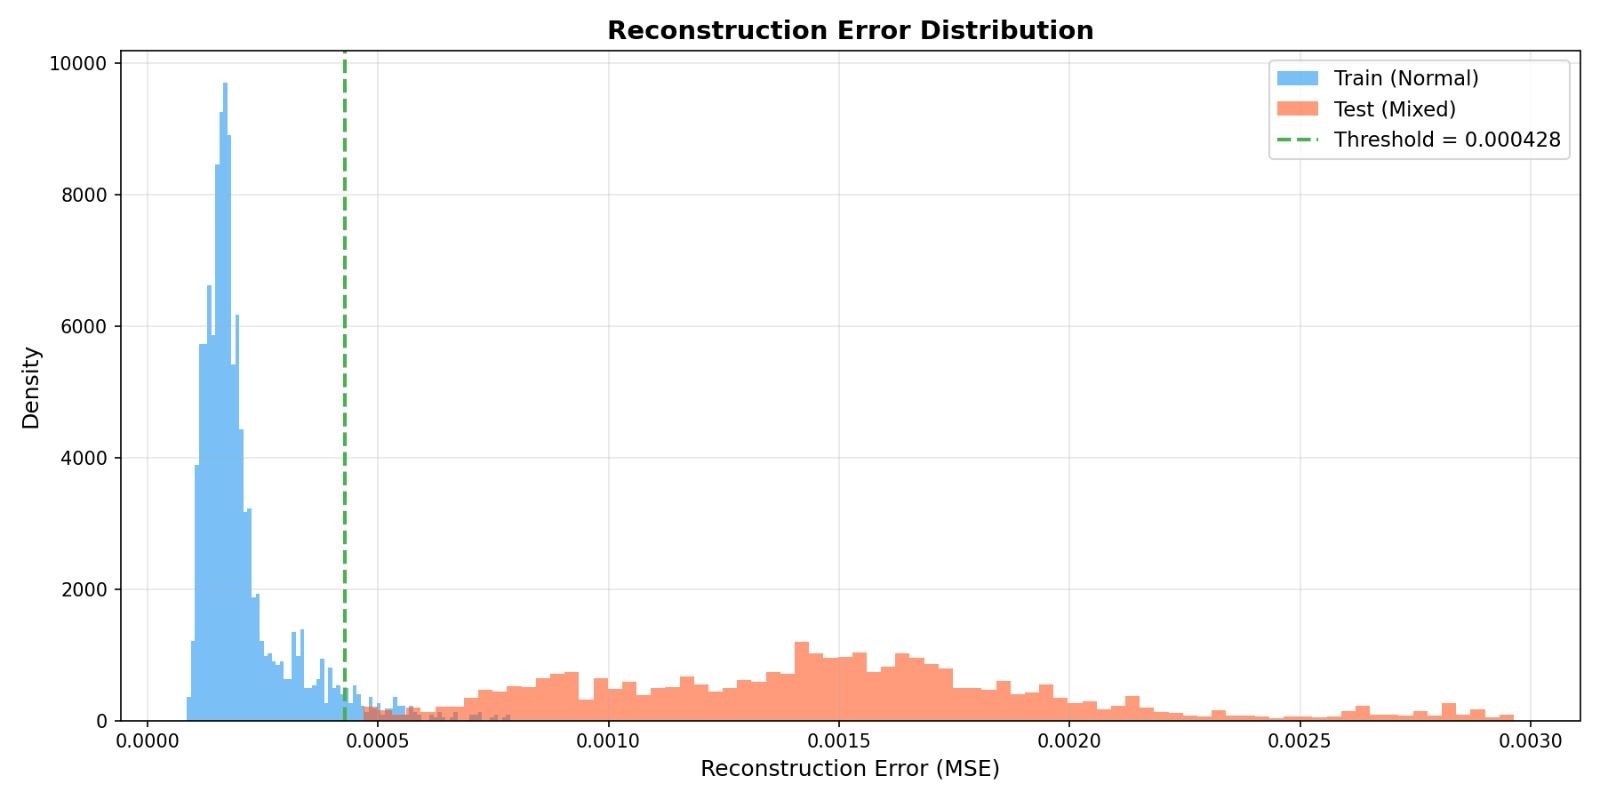 Reconstruction Error Distribution
10000
8000
6000
4000
2000
0
Density
Train (Normal)
Test (Mixed)
Threshold = 0.000428
0.0000
0.0005
0.0010
0.0015
0.0020
0.0025
0.0030
Reconstruction Error (MSE)